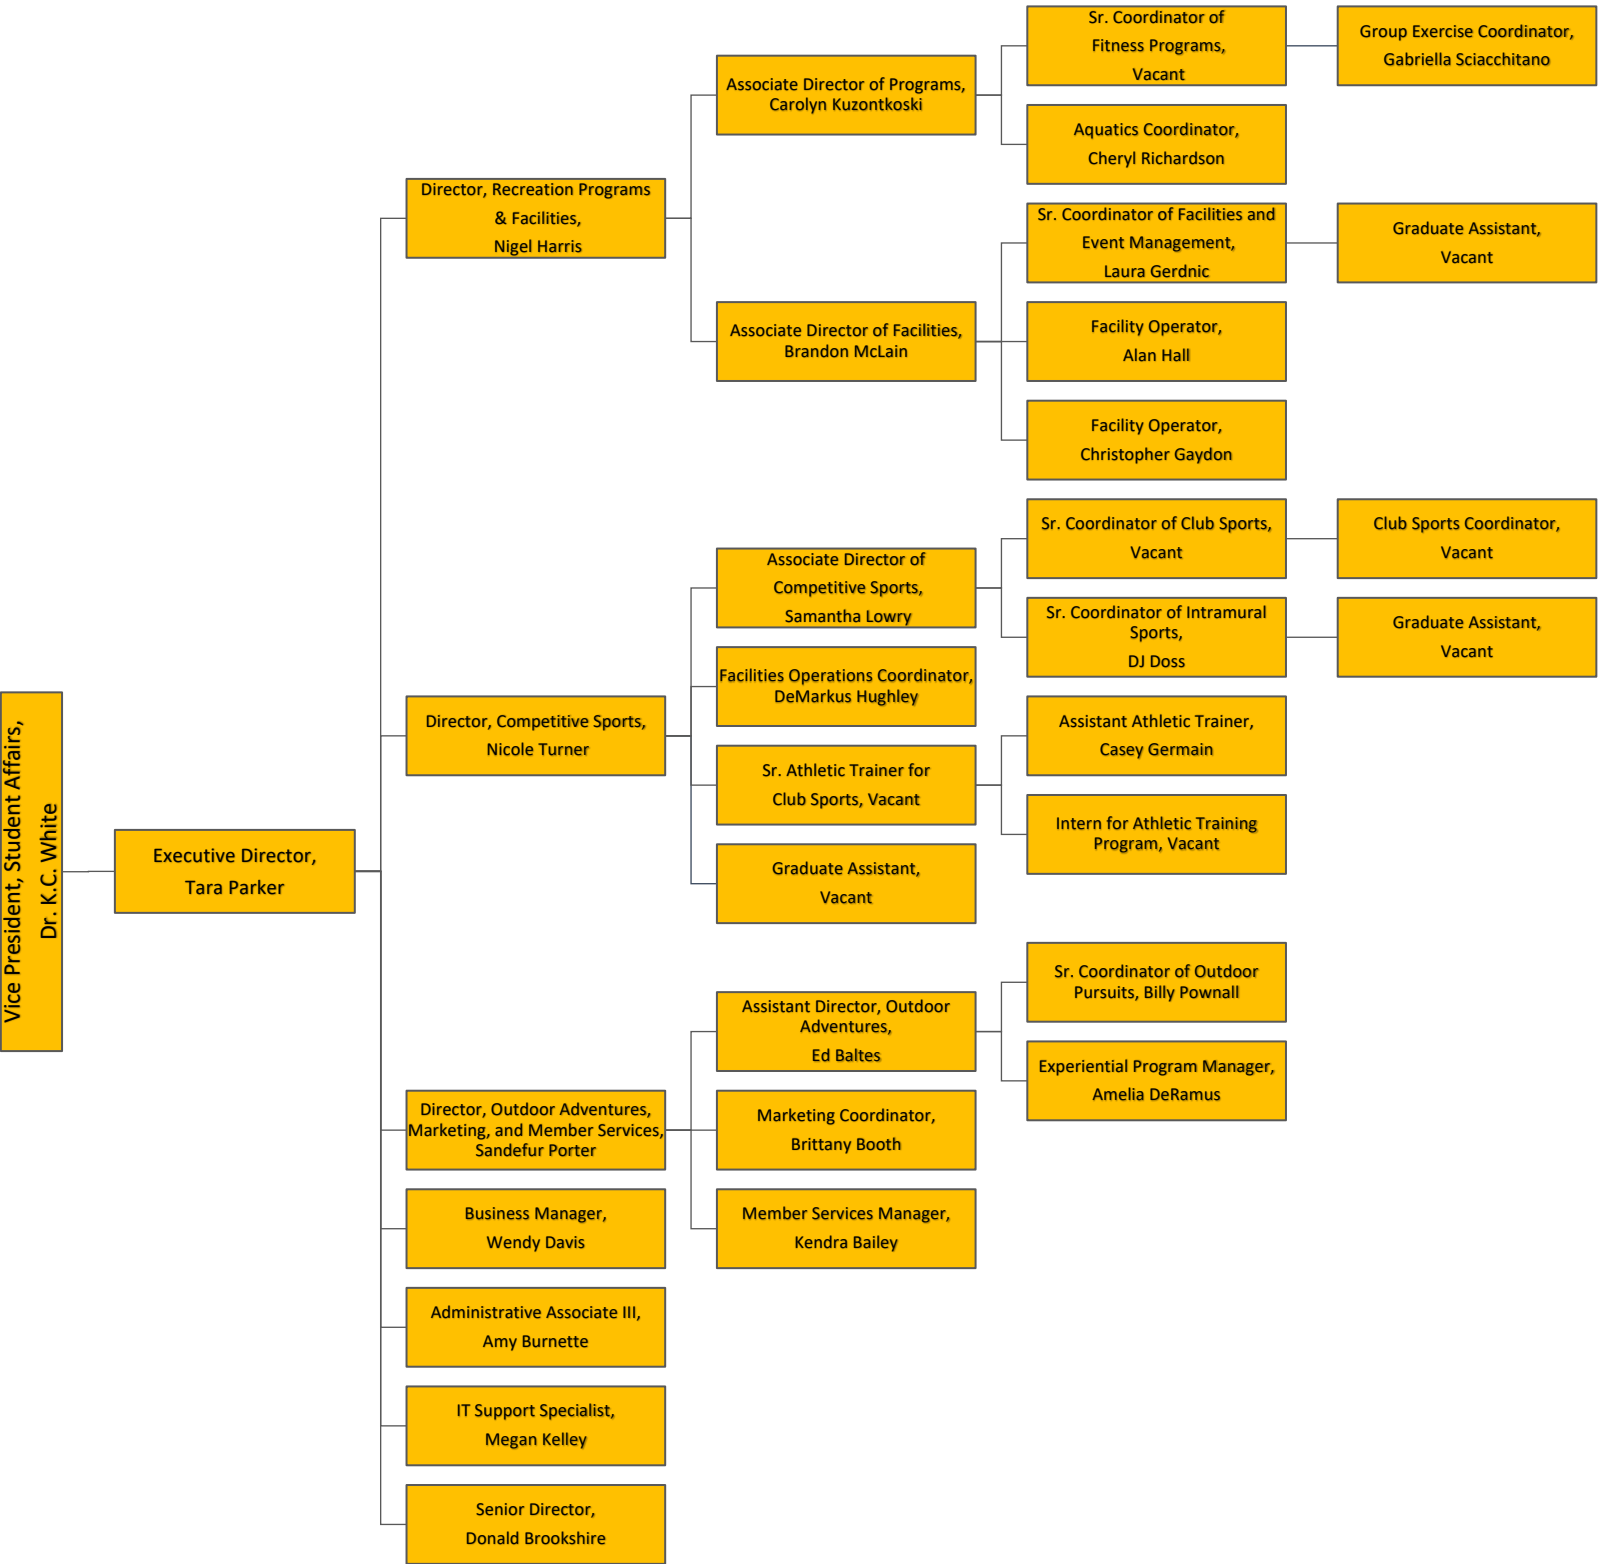 Vice President, Student Affairs,
Dr. K.C. White
Executive Director,
Tara Parker
Director, Recreation Programs
& Facilities,
Nigel Harris
Associate Director of Programs,
Carolyn Kuzontkoski
Sr. Coordinator of
Fitness Programs,
Vacant
Group Exercise Coordinator,
Gabriella Sciacchitano
Aquatics Coordinator,
Cheryl Richardson
Associate Director of Facilities,
Brandon McLain
Sr. Coordinator of Facilities and
Event Management,
Laura Gerdnic
Graduate Assistant,
Vacant
Facility Operator,
Alan Hall
Facility Operator,
Christopher Gaydon
Director, Competitive Sports,
Nicole Turner
Associate Director of
Competitive Sports,
Samantha Lowry
Sr. Coordinator of Club Sports,
Vacant
Club Sports Coordinator,
Vacant
Sr. Coordinator of Intramural
Sports,
DJ Doss
Graduate Assistant,
Vacant
Facilities Operations Coordinator,
DeMarkus Hughley
Sr. Athletic Trainer for
Club Sports, Vacant
Assistant Athletic Trainer,
Casey Germain
Intern for Athletic Training
Program, Vacant
Graduate Assistant,
Vacant
Director, Outdoor Adventures,
Marketing, and Member Services,
Sandefur Porter
Assistant Director, Outdoor
Adventures,
Ed Baltes
Sr. Coordinator of Outdoor
Pursuits, Billy Pownall
Experiential Program Manager,
Amelia DeRamus
Marketing Coordinator,
Brittany Booth
Member Services Manager,
Kendra Bailey
Business Manager,
Wendy Davis
Administrative Associate III,
Amy Burnette
IT Support Specialist,
Megan Kelley
Senior Director,
Donald Brookshire